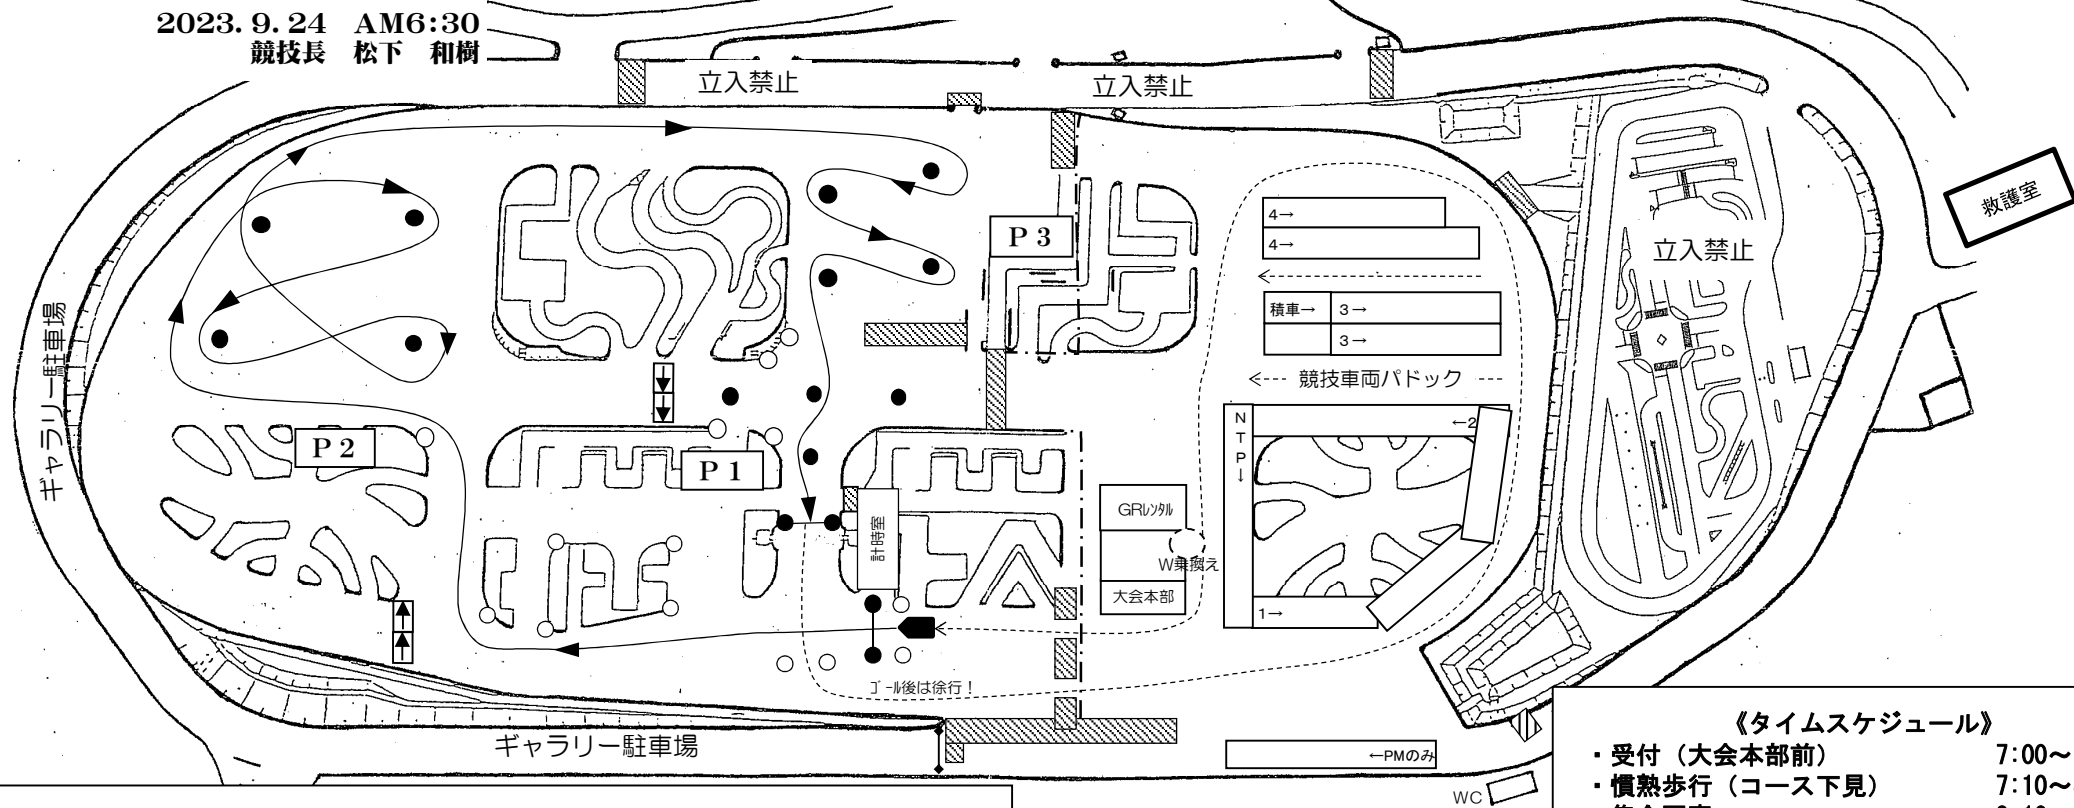 2023.9.24 AM6:30
競技長 松下 和樹
立入禁止
立入禁止
救護室
立入禁止
P3
4→
4→
積車→ 3→
3→
競技車両パドック
ギャラリー駐車場
P2
P1
NTP↓
←2
計時室
GRレンタル
W乗換え
大会本部
1→
ゴール後は徐行!
ギャラリー駐車場
←PMのみ
WC
《タイムスケジュール》
・受付(大会本部前) 7:00~
・慣熟歩行(コース下見) 7:10~